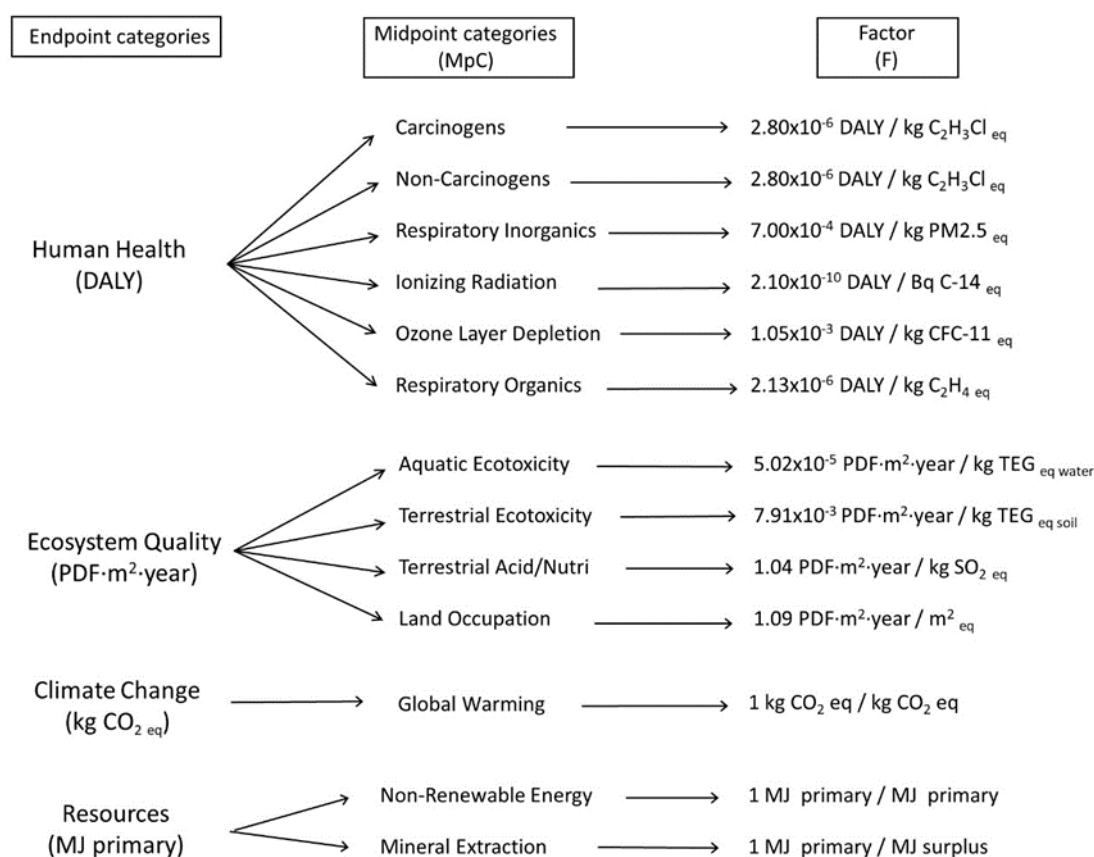 Endpoint categories
Midpoint categories
(MpC)
Factor
(F)
Human Health
(DALY)
Carcinogens
2.80x10⁻⁶ DALY / kg C₂H₃Cl eq
Non-Carcinogens
2.80x10⁻⁶ DALY / kg C₂H₃Cl eq
Respiratory Inorganics
7.00x10⁻⁴ DALY / kg PM2.5 eq
Ionizing Radiation
2.10x10⁻¹⁰ DALY / Bq C-14 eq
Ozone Layer Depletion
1.05x10⁻³ DALY / kg CFC-11 eq
Respiratory Organics
2.13x10⁻⁶ DALY / kg C₂H₄ eq
Ecosystem Quality
(PDF·m²·year)
Aquatic Ecotoxicity
5.02x10⁻⁵ PDF·m²·year / kg TEG eq water
Terrestrial Ecotoxicity
7.91x10⁻³ PDF·m²·year / kg TEG eq soil
Terrestrial Acid/Nutri
1.04 PDF·m²·year / kg SO₂ eq
Land Occupation
1.09 PDF·m²·year / m² eq
Climate Change
(kg CO₂ eq)
Global Warming
1 kg CO₂ eq / kg CO₂ eq
Resources
(MJ primary)
Non-Renewable Energy
1 MJ primary / MJ primary
Mineral Extraction
1 MJ primary / MJ surplus